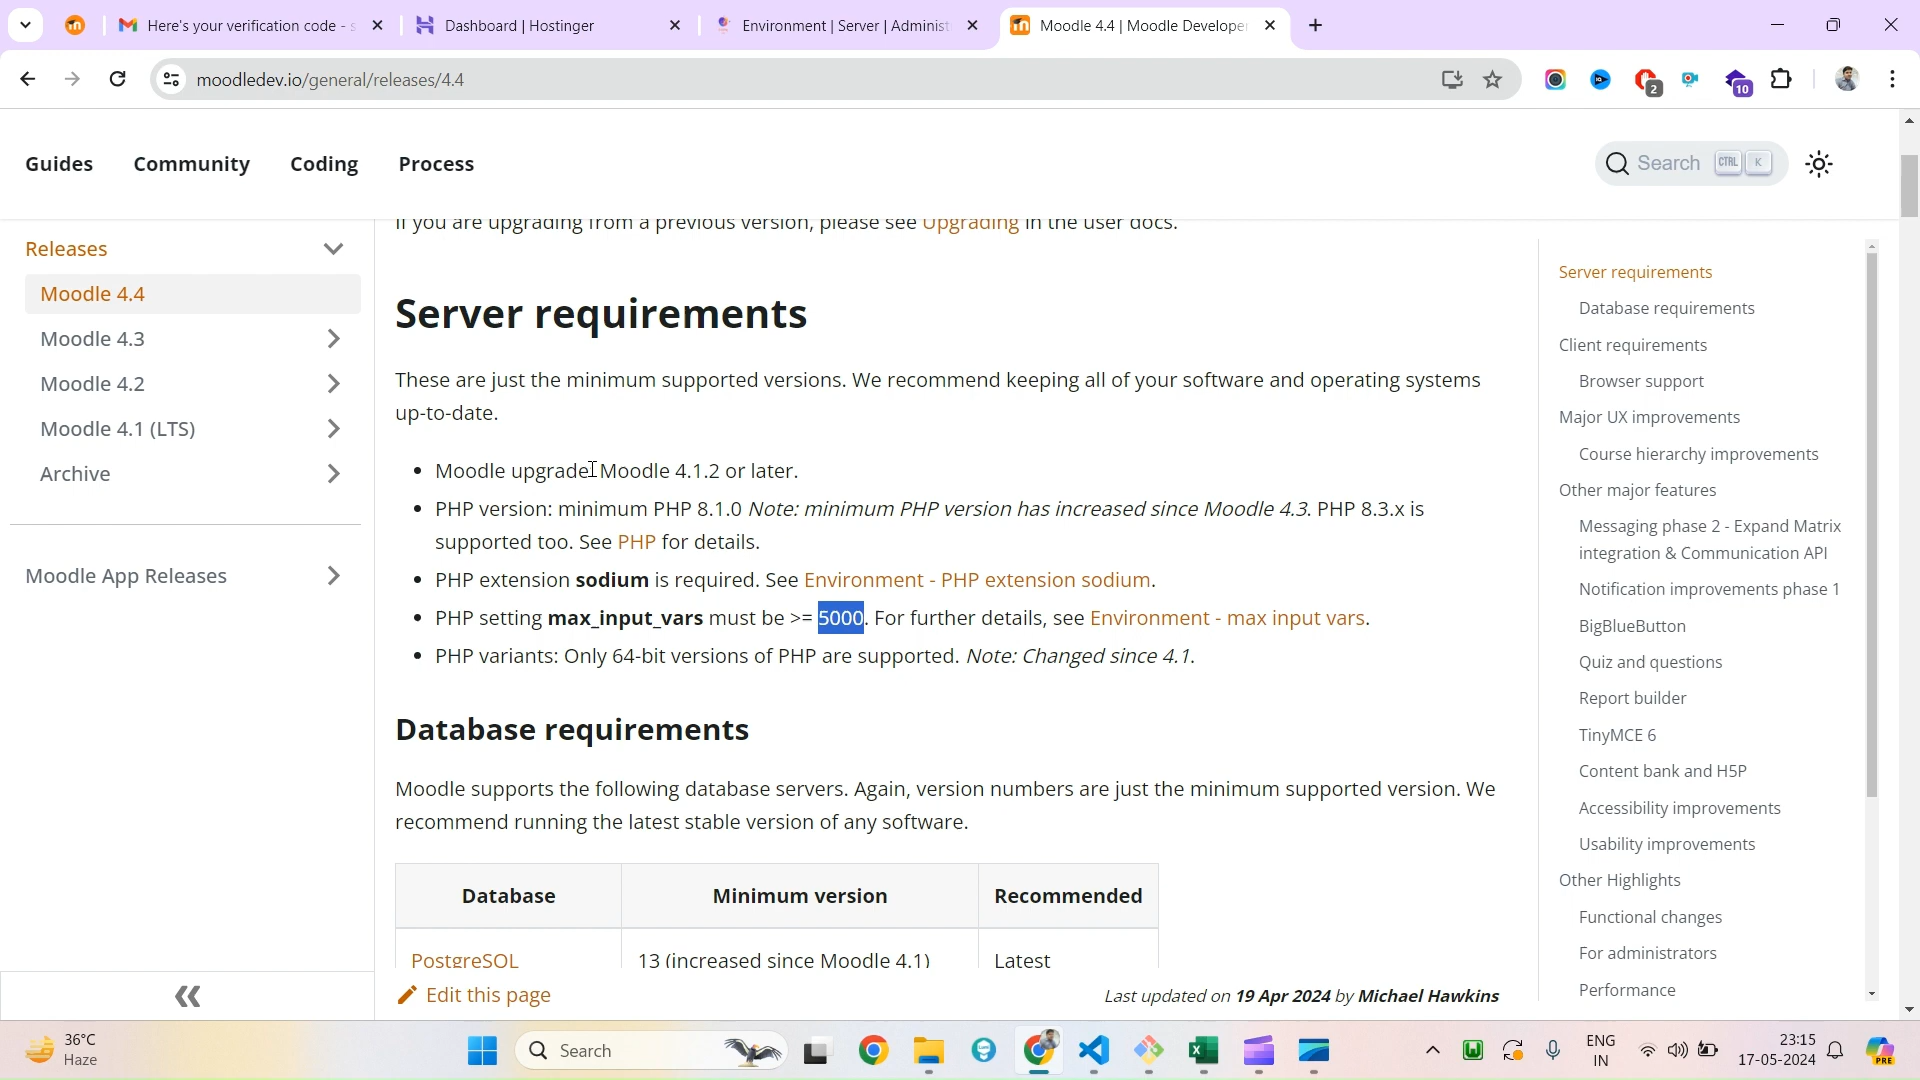 Here's your verification code - s
Dashboard | Hostinger
Environment | Server | Administ
Moodle 4.4 | Moodle Develope
moodledev.io/general/releases/4.4
2
10
Guides
Community
Coding
Process
Search
CTRL
K
Releases
Moodle 4.4
Moodle 4.3
Moodle 4.2
Moodle 4.1 (LTS)
Archive
Moodle App Releases
If you are upgrading from a previous version, please see Upgrading in the user docs.
Server requirements
These are just the minimum supported versions. We recommend keeping all of your software and operating systems
up-to-date.
• Moodle upgrade: Moodle 4.1.2 or later.
• PHP version: minimum PHP 8.1.0 Note: minimum PHP version has increased since Moodle 4.3. PHP 8.3.x is
supported too. See PHP for details.
• PHP extension sodium is required. See Environment - PHP extension sodium.
• PHP setting max_input_vars must be >= 5000. For further details, see Environment - max input vars.
• PHP variants: Only 64-bit versions of PHP are supported. Note: Changed since 4.1.
Database requirements
Moodle supports the following database servers. Again, version numbers are just the minimum supported version. We
recommend running the latest stable version of any software.
Database
Minimum version
Recommended
PostgreSQL
13 (increased since Moodle 4.1)
Latest
Edit this page
Last updated on 19 Apr 2024 by Michael Hawkins
Server requirements
Database requirements
Client requirements
Browser support
Major UX improvements
Course hierarchy improvements
Other major features
Messaging phase 2 - Expand Matrix
integration & Communication API
Notification improvements phase 1
BigBlueButton
Quiz and questions
Report builder
TinyMCE 6
Content bank and H5P
Accessibility improvements
Usability improvements
Other Highlights
Functional changes
For administrators
Performance
36°C
Haze
Search
ENG
IN
23:15
17-05-2024
PRE